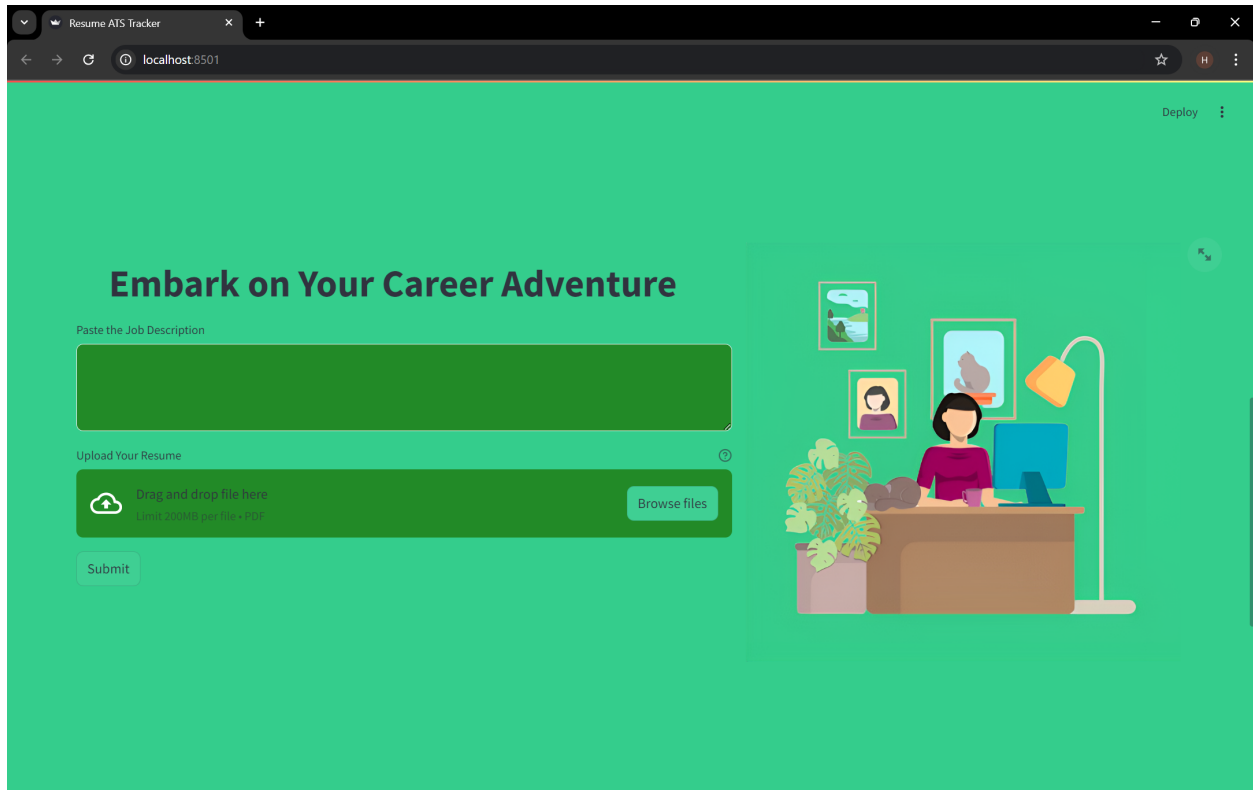 Resume ATS Tracker
localhost:8501
H
Deploy
Embark on Your Career Adventure
Paste the Job Description
Upload Your Resume
Drag and drop file here
Limit 200MB per file • PDF
Browse files
Submit